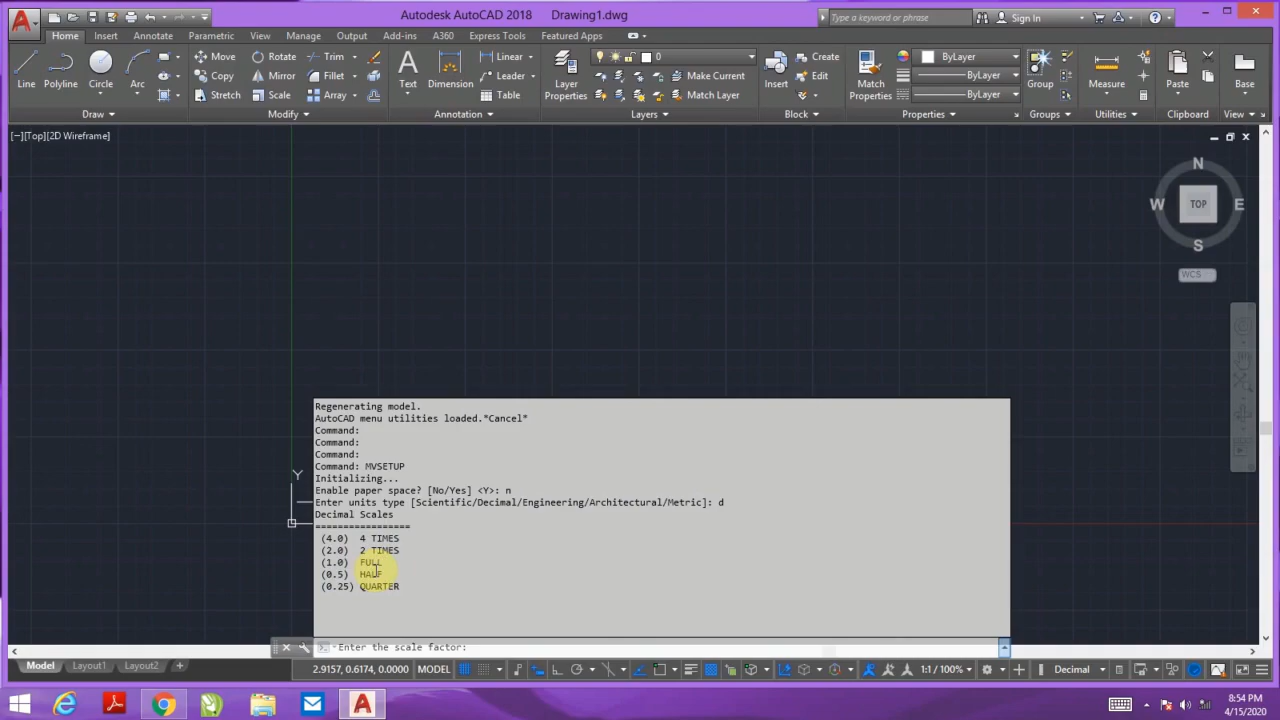 Autodesk AutoCAD 2018 Drawing1.dwg
Type a keyword or phrase
Sign In
Home Insert Annotate Parametric View Manage Output Add-ins A360 Express Tools Featured Apps
Line Polyline Circle Arc
Move Rotate Trim
Copy Mirror Fillet
Stretch Scale Array
Text Dimension
Linear
Leader
Table
Layer Properties
0
Make Current
Match Layer
Insert
Create
Edit
Match Properties
ByLayer
ByLayer
ByLayer
Group
Measure
Paste
Base
Draw Modify Annotation Layers Block Properties Groups Utilities Clipboard View
[−][Top][2D Wireframe]
N
W TOP E
S
WCS
Y
Regenerating model.
AutoCAD menu utilities loaded.*Cancel*
Command:
Command:
Command:
Command: MVSETUP
Initializing...
Enable paper space? [No/Yes] <Y>: n
Enter units type [Scientific/Decimal/Engineering/Architectural/Metric]: d
Decimal Scales
=================
(4.0) 4 TIMES
(2.0) 2 TIMES
(1.0) FULL
(0.5) HALF
(0.25) QUARTER
Enter the scale factor:
Model Layout1 Layout2 +
2.9157, 0.6174, 0.0000 MODEL
1:1 / 100%
Decimal
8:54 PM
4/15/2020